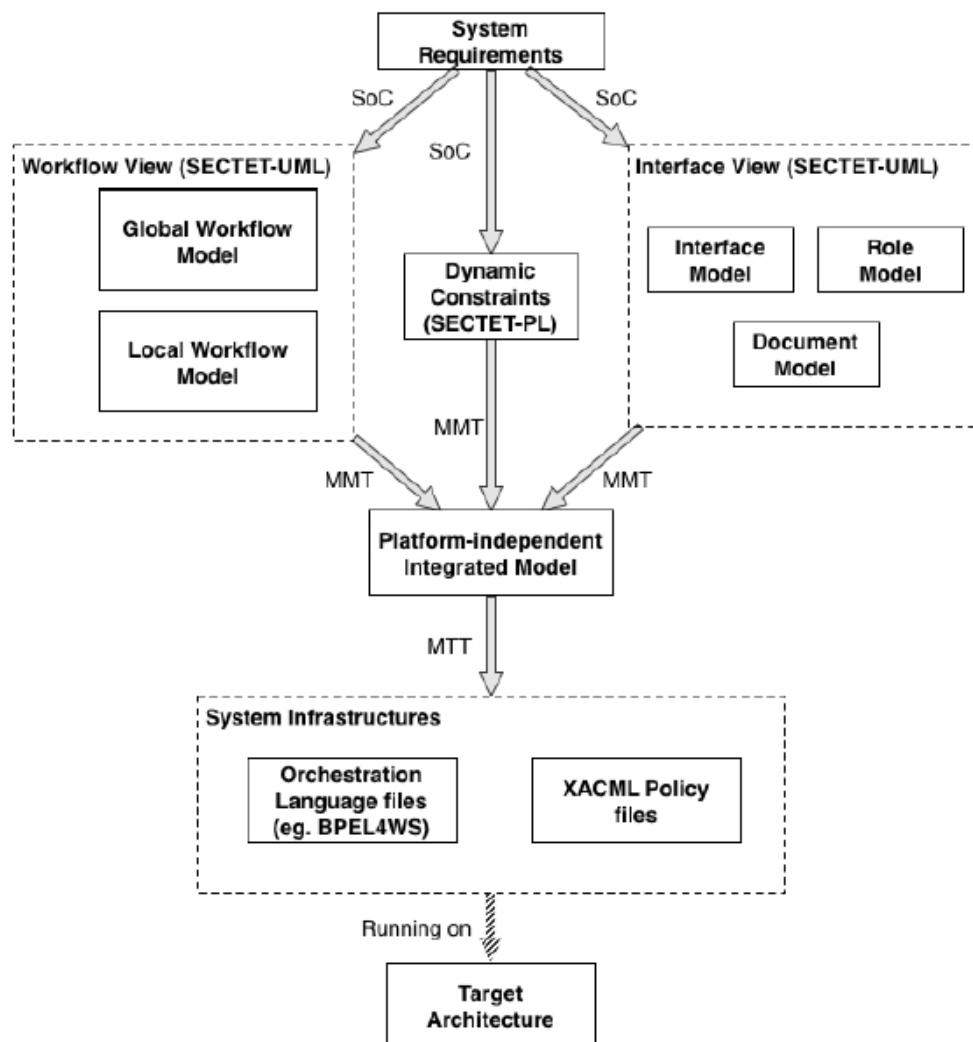 System
Requirements
SoC
SoC
SoC
Workflow View (SECTET-UML)
Global Workflow
Model
Local Workflow
Model
Dynamic
Constraints
(SECTET-PL)
Interface View (SECTET-UML)
Interface
Model
Role
Model
Document
Model
MMT
MMT
MMT
Platform-independent
Integrated Model
MTT
System Infrastructures
Orchestration
Language files
(eg. BPEL4WS)
XACML Policy
files
Running on
Target
Architecture